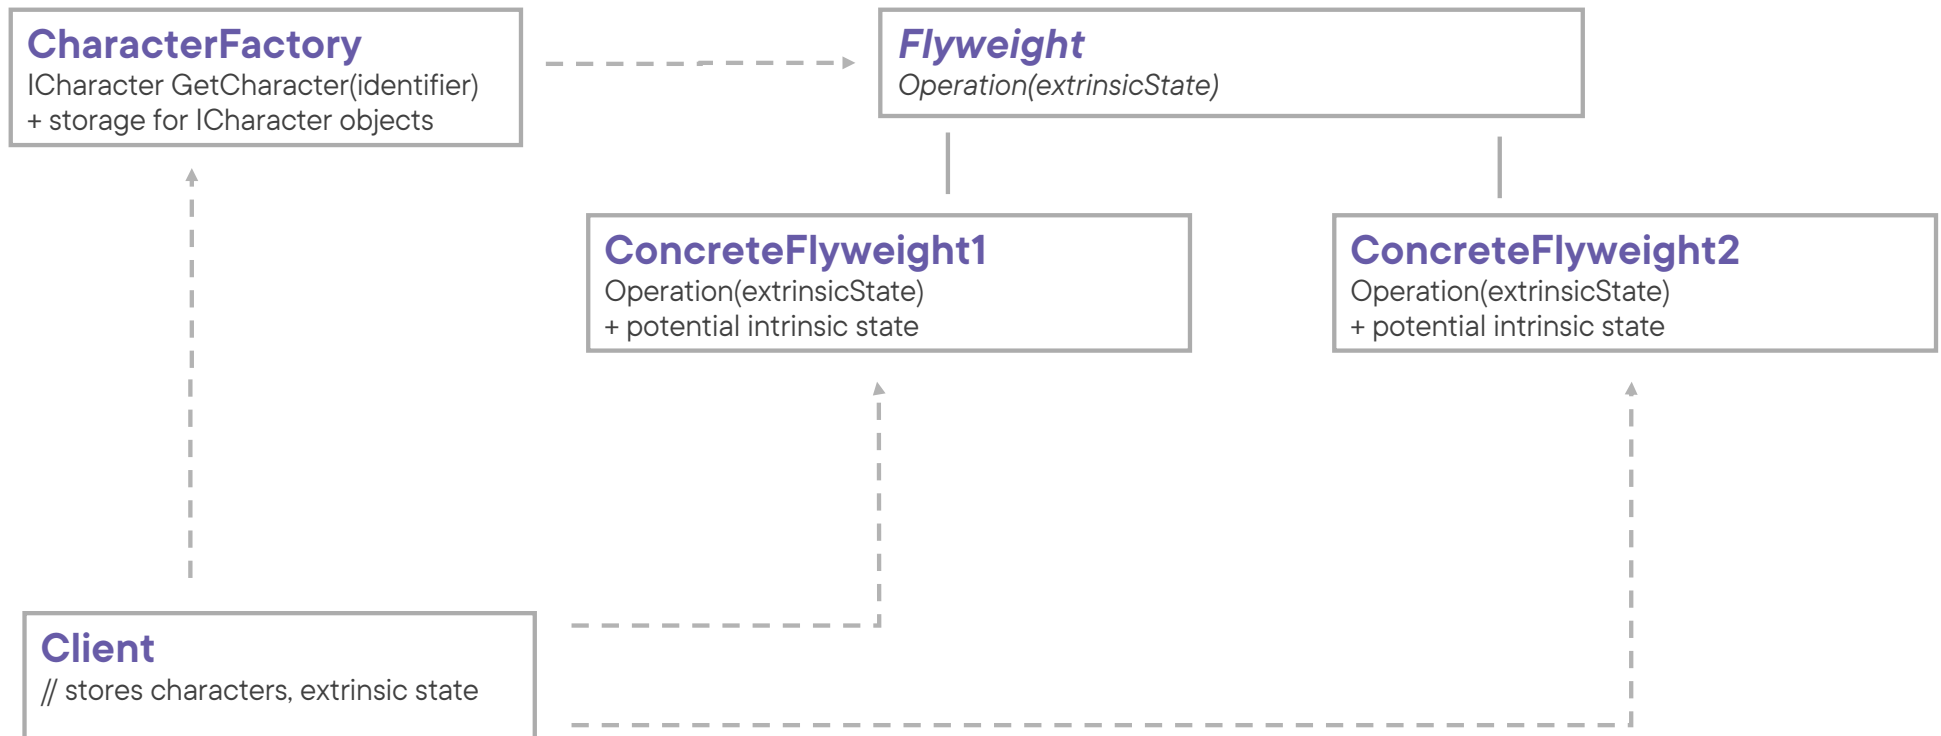 CharacterFactory
ICharacter GetCharacter(identifier)
+ storage for ICharacter objects
Flyweight
Operation(extrinsicState)
ConcreteFlyweight1
Operation(extrinsicState)
+ potential intrinsic state
ConcreteFlyweight2
Operation(extrinsicState)
+ potential intrinsic state
Client
// stores characters, extrinsic state